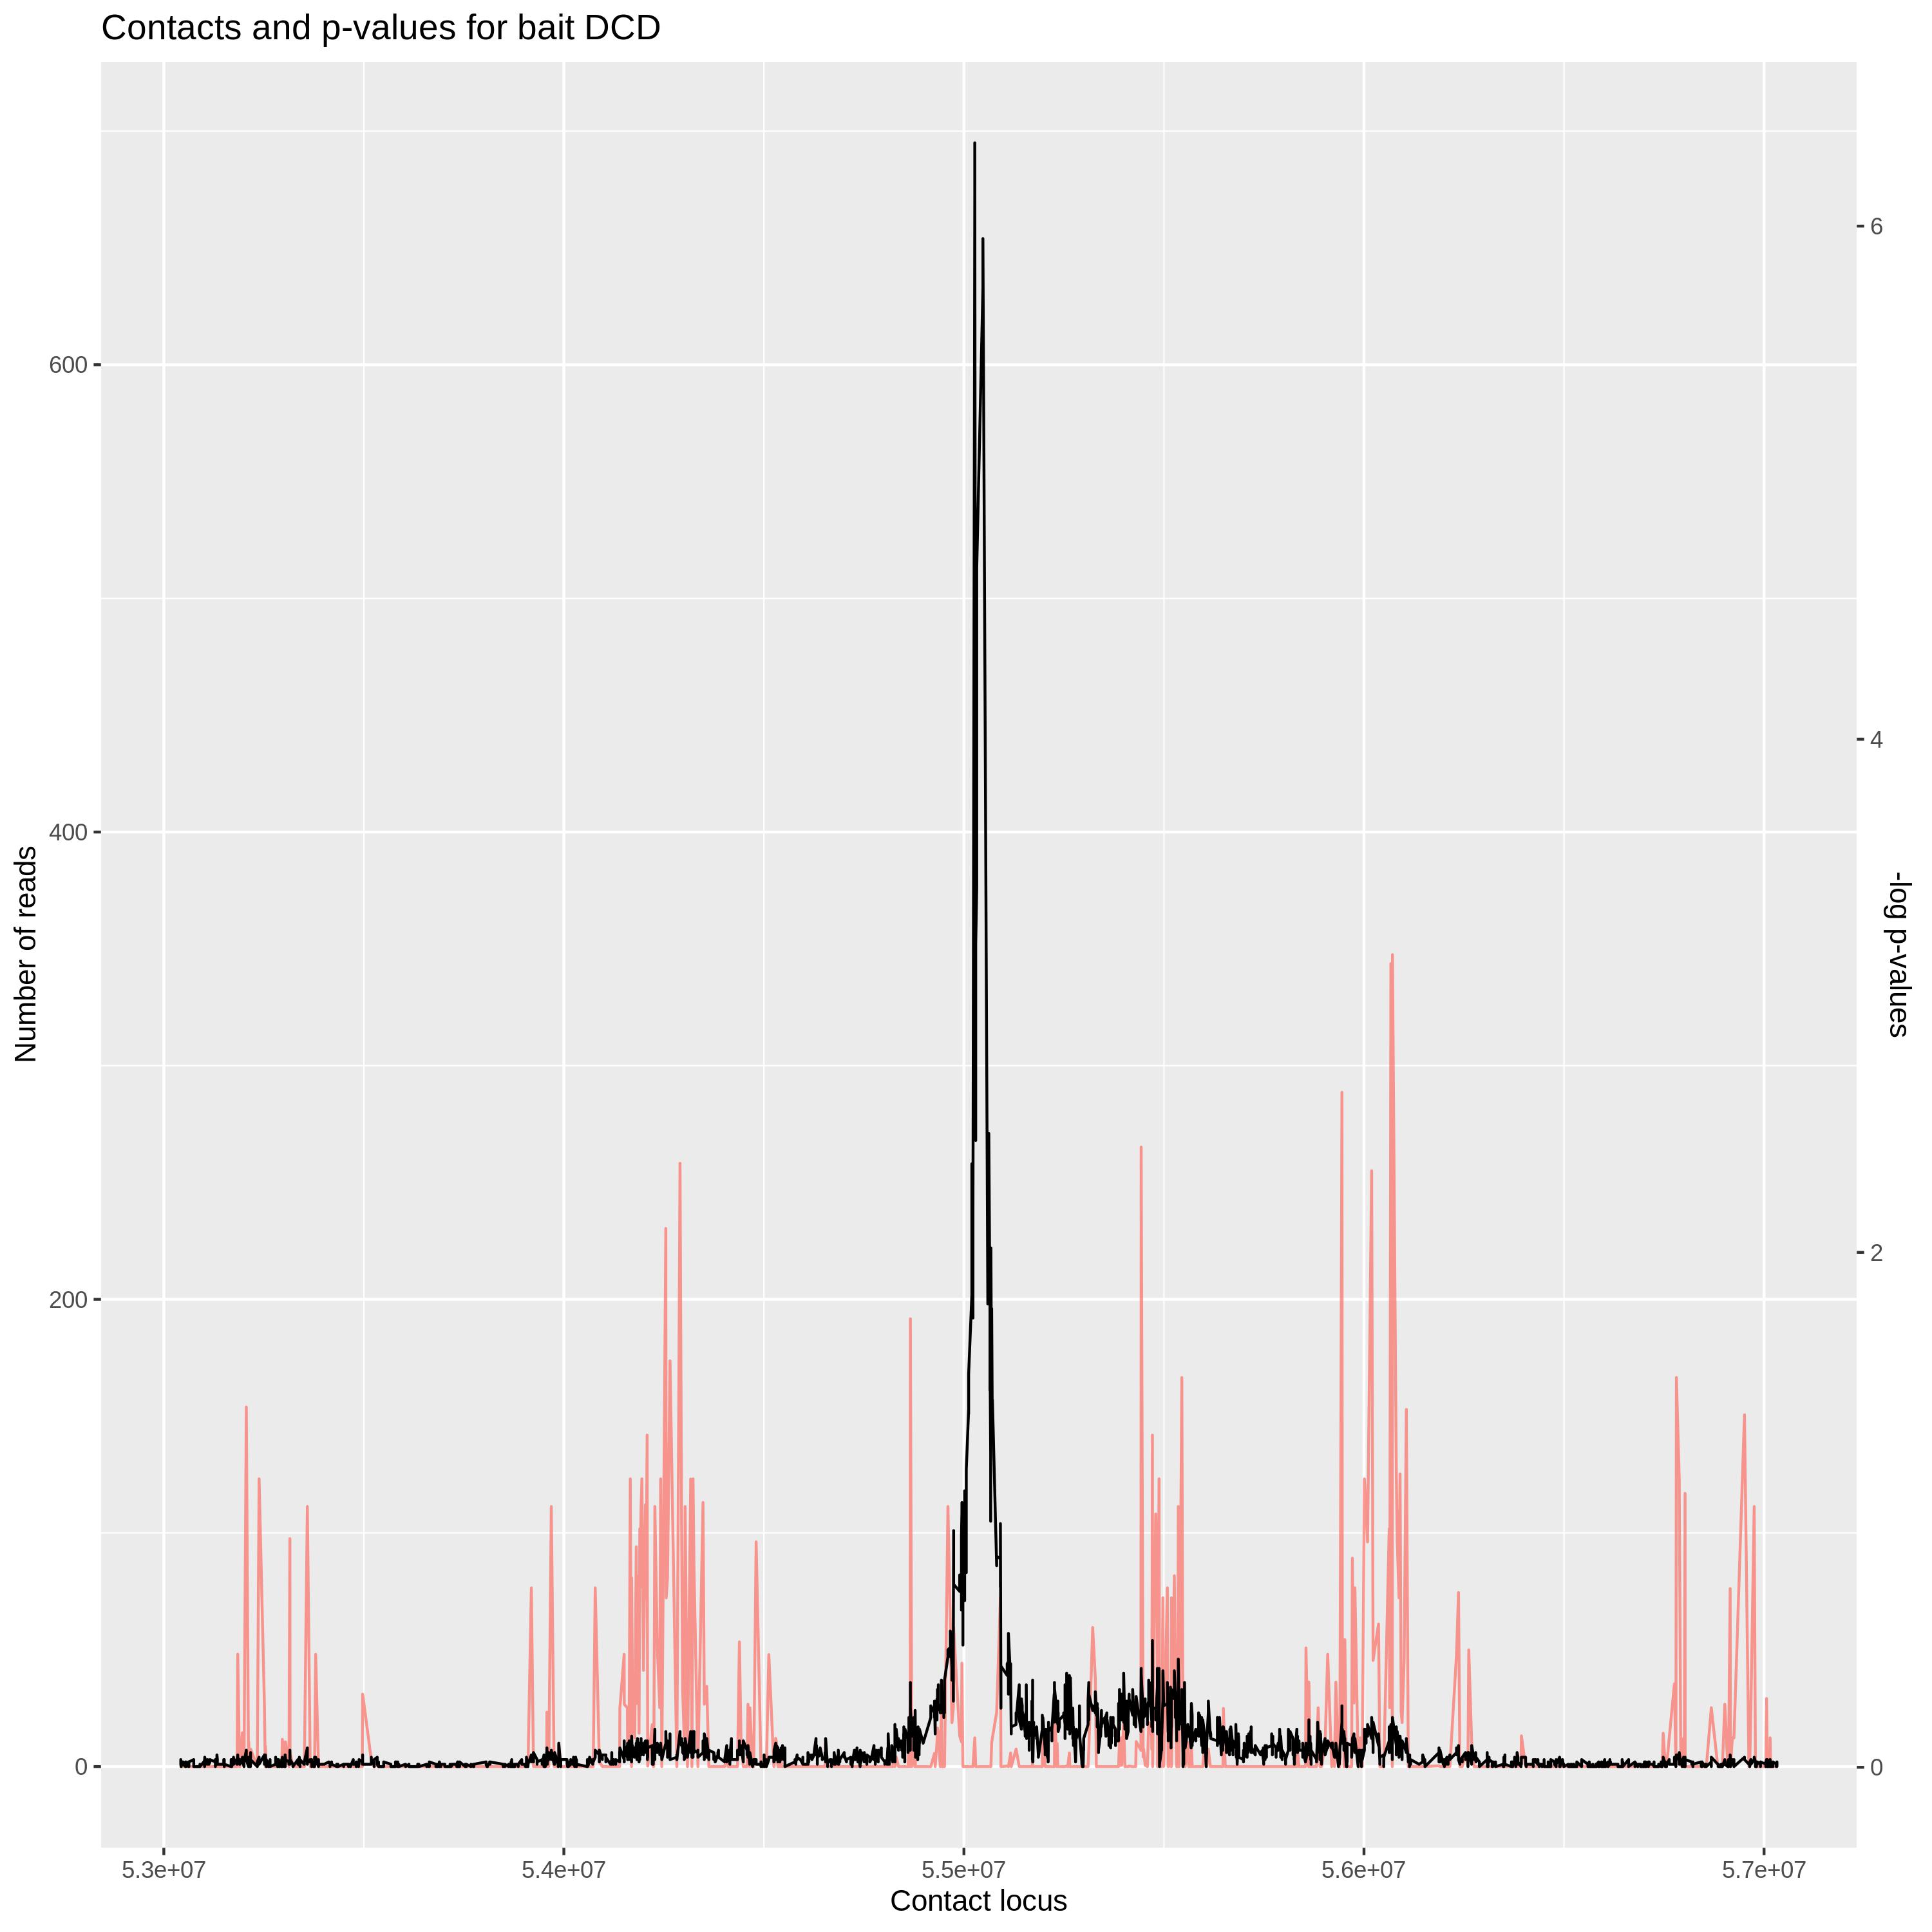 Contacts and p-values for bait DCD
Number of reads
600
400
200
0
6
4
2
0
-log p-values
5.3e+07
5.4e+07
5.5e+07
5.6e+07
5.7e+07
Contact locus